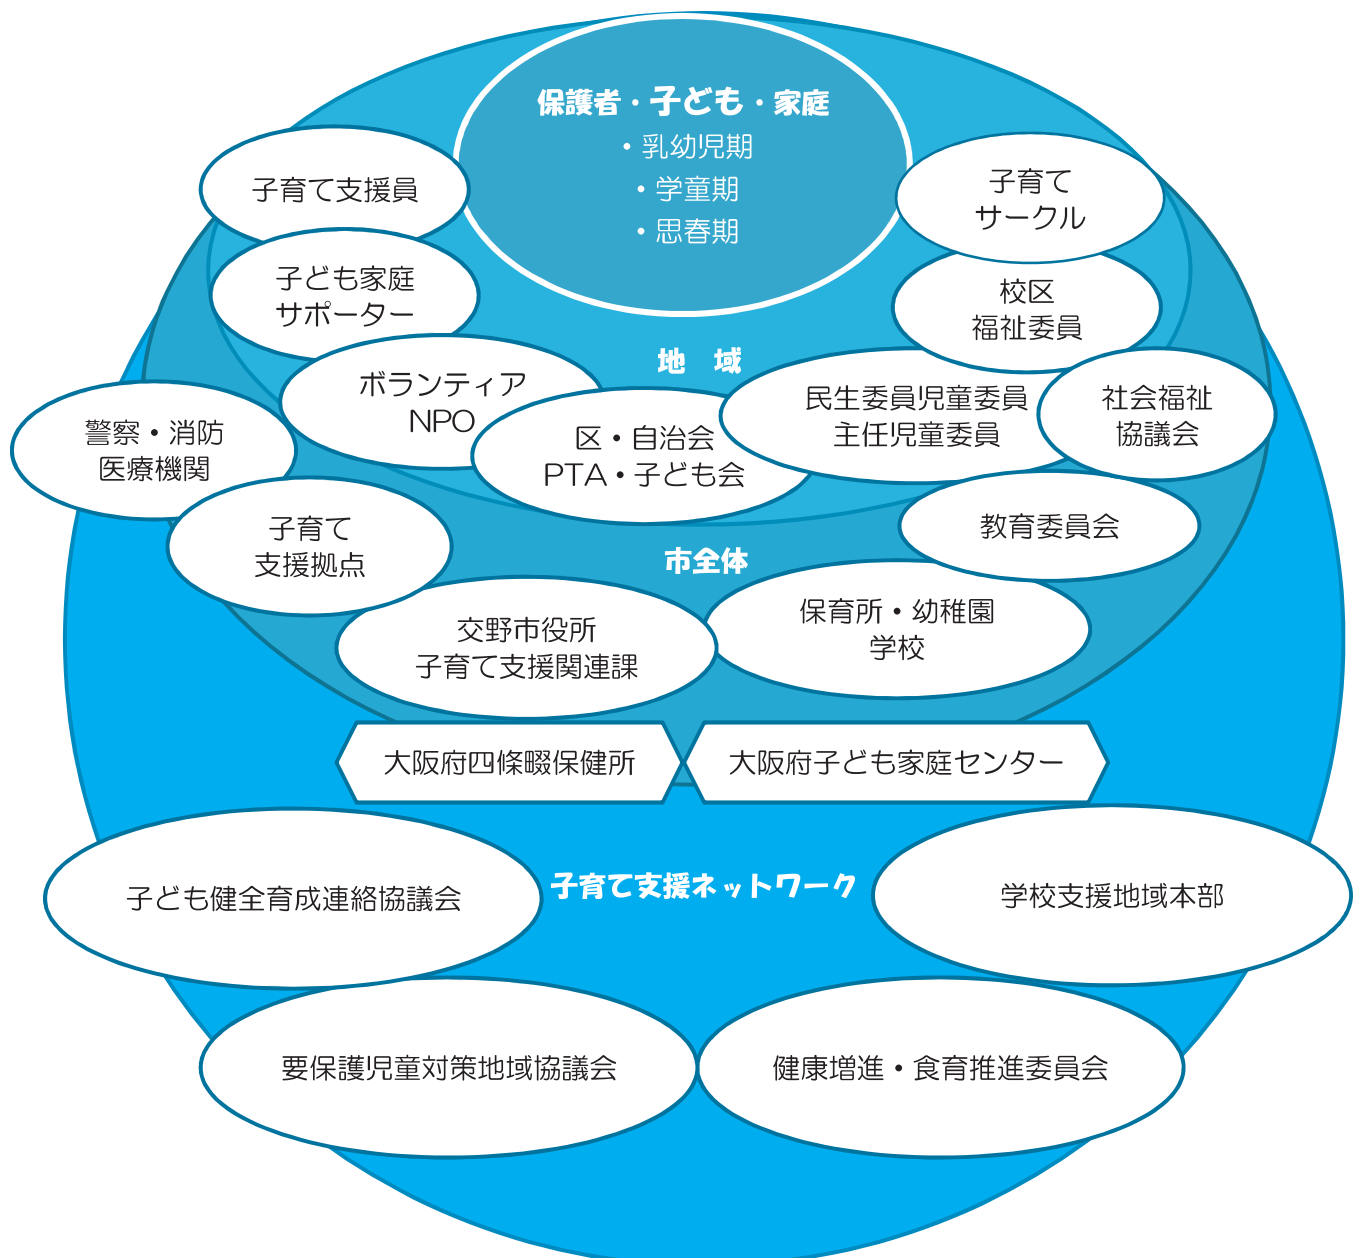 保護者・子ども・家庭
・乳幼児期
・学童期
・思春期
子育て支援員
子育て
サークル
子ども家庭
サポーター
校区
福祉委員
地 域
ボランティア
NPO
区・自治会
PTA・子ども会
民生委員児童委員
主任児童委員
社会福祉
協議会
警察・消防
医療機関
子育て
支援拠点
教育委員会
市全体
交野市役所
子育て支援関連課
保育所・幼稚園
学校
大阪府四條畷保健所
大阪府子ども家庭センター
子育て支援ネットワーク
子ども健全育成連絡協議会
学校支援地域本部
要保護児童対策地域協議会
健康増進・食育推進委員会